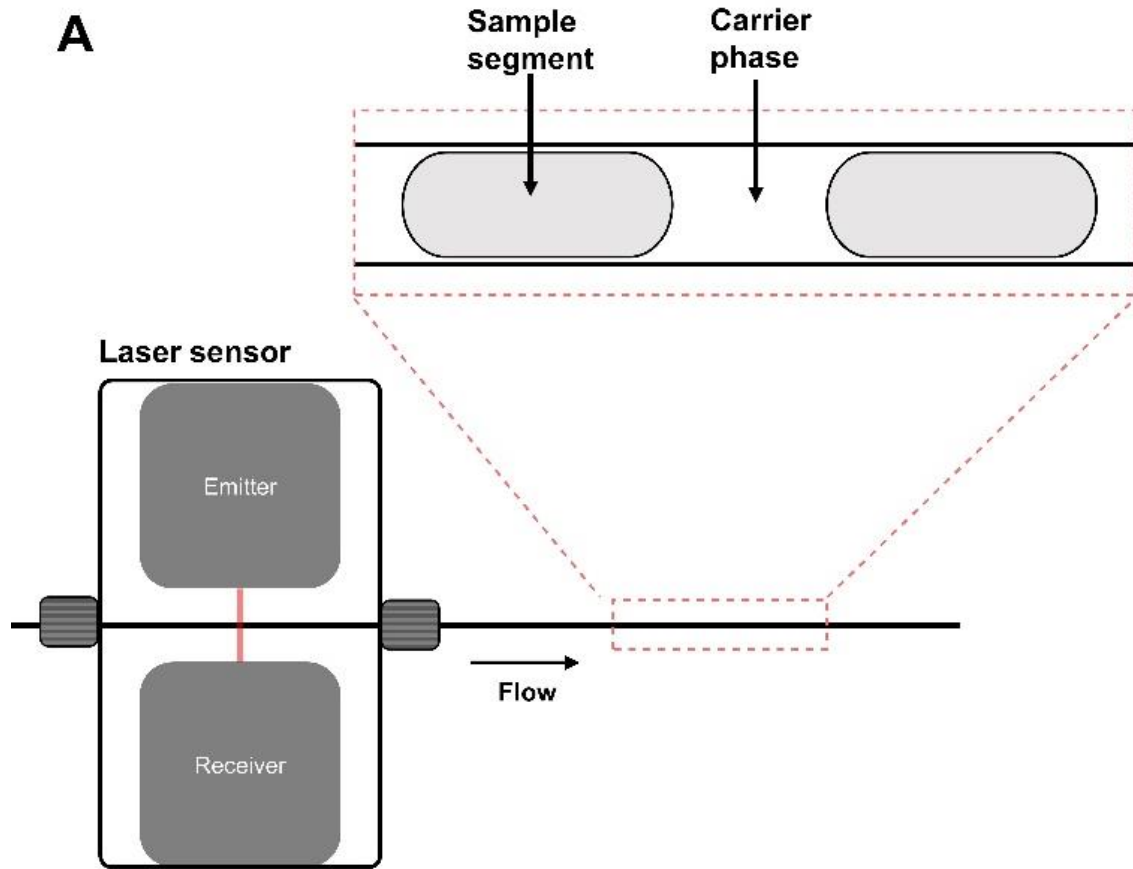 A
Sample
segment
Carrier
phase
Laser sensor
Emitter
Flow
Receiver